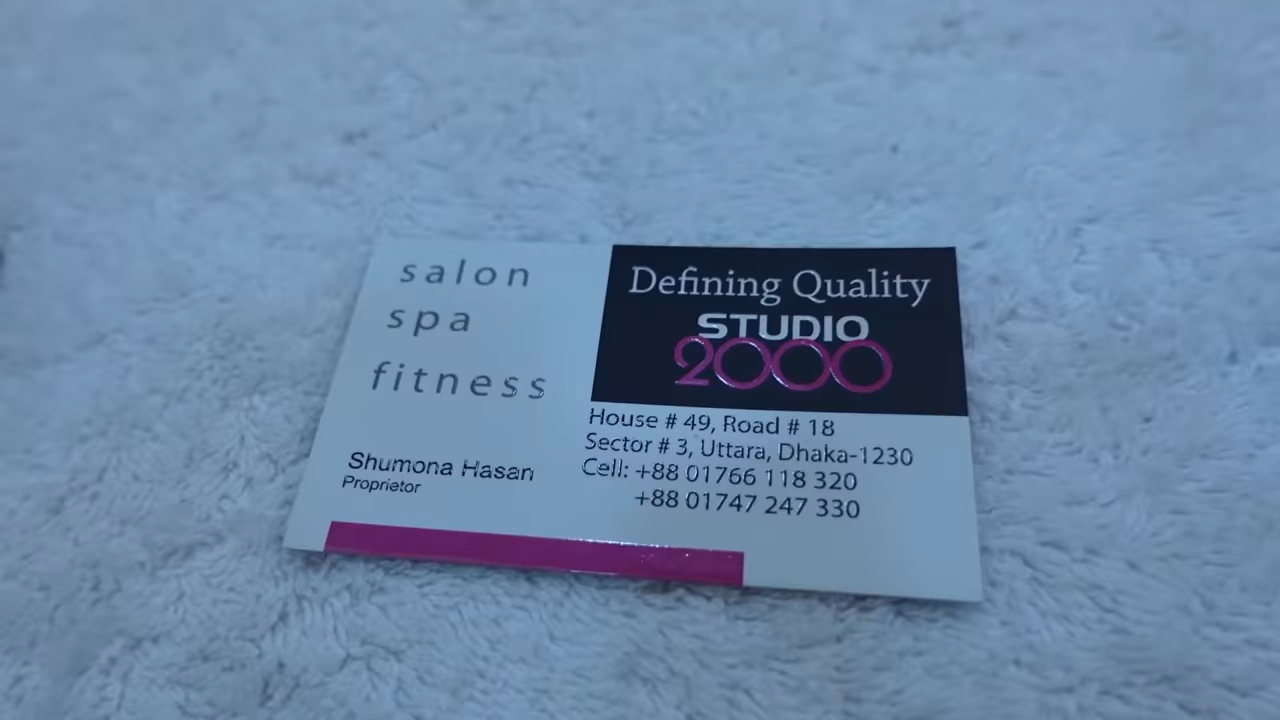 salon
spa
fitness
Shumona Hasan
Proprietor
Defining Quality
STUDIO
2000
House # 49, Road # 18
Sector # 3, Uttara, Dhaka-1230
Cell: +88 01766 118 320
+88 01747 247 330